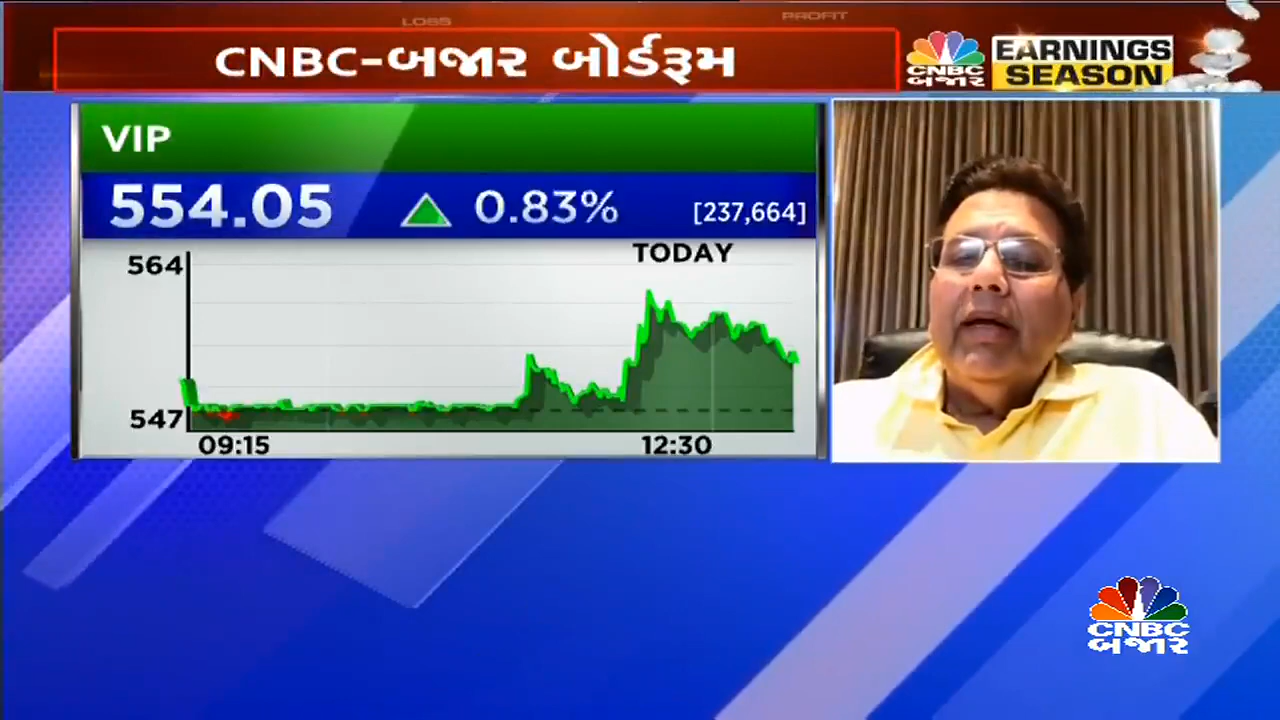 LOSS
PROFIT
CNBC-બજાર બોર્ડરૂમ
CNBC
બજાર
EARNINGS
SEASON
VIP
554.05 0.83% [237,664]
TODAY
564
547
09:15 12:30
CNBC
બજાર